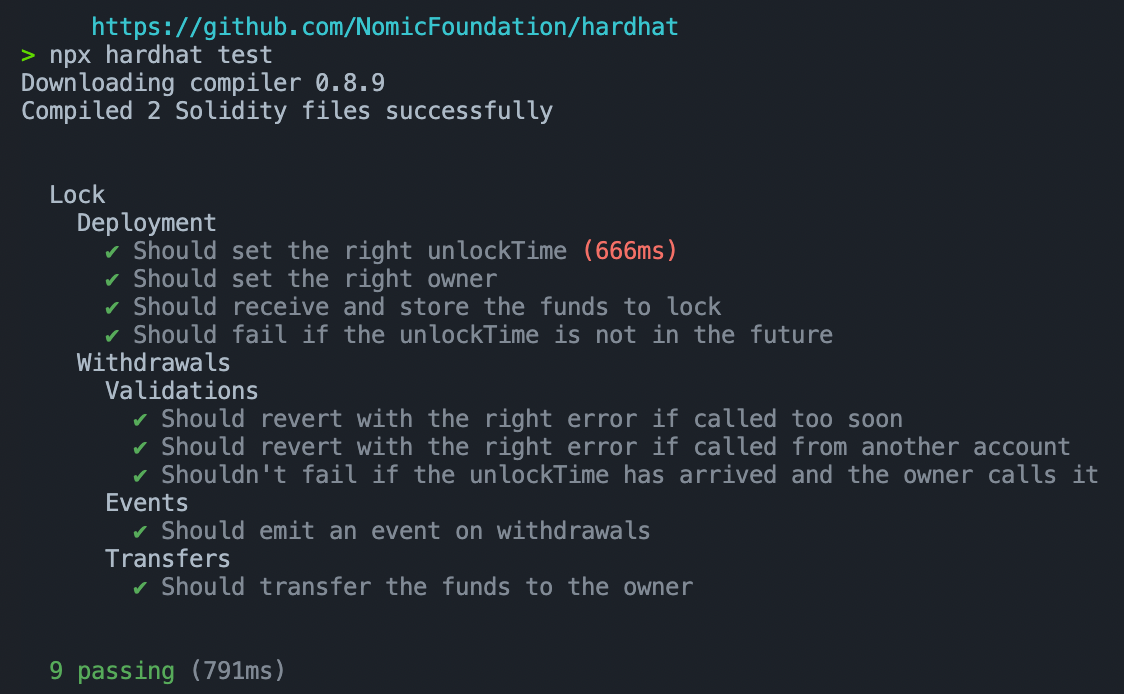 https://github.com/NomicFoundation/hardhat
> npx hardhat test
Downloading compiler 0.8.9
Compiled 2 Solidity files successfully
Lock
Deployment
✔ Should set the right unlockTime (666ms)
✔ Should set the right owner
✔ Should receive and store the funds to lock
✔ Should fail if the unlockTime is not in the future
Withdrawals
Validations
✔ Should revert with the right error if called too soon
✔ Should revert with the right error if called from another account
✔ Shouldn't fail if the unlockTime has arrived and the owner calls it
Events
✔ Should emit an event on withdrawals
Transfers
✔ Should transfer the funds to the owner
9 passing (791ms)